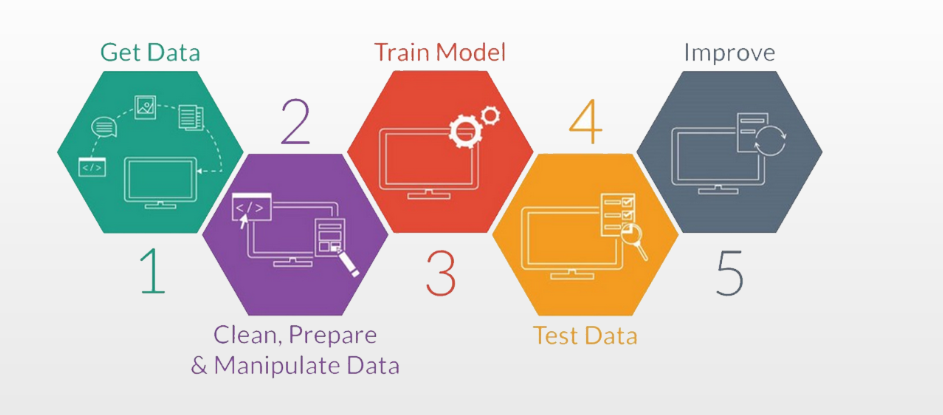 Get Data
1
2
Clean, Prepare
& Manipulate Data
Train Model
3
4
Test Data
Improve
5
</>
</>